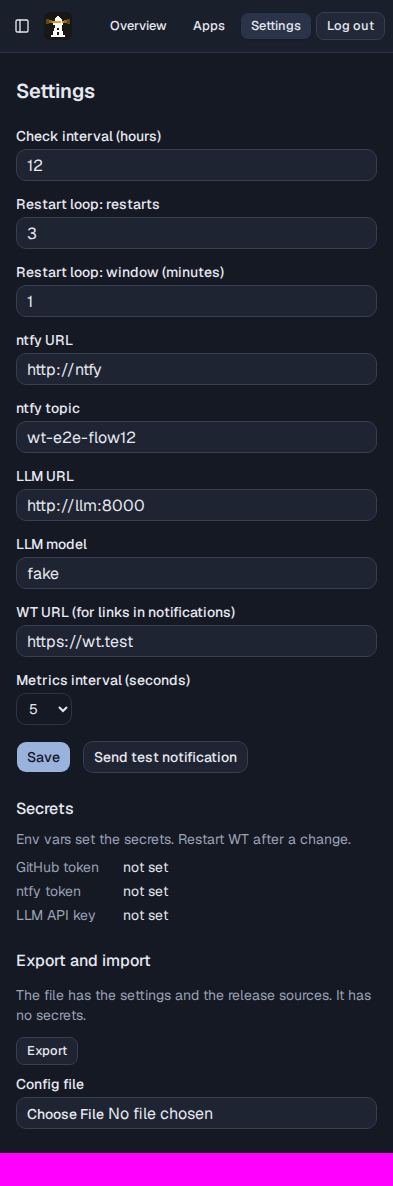 Overview Apps Settings Log out
Settings
Check interval (hours)
12
Restart loop: restarts
3
Restart loop: window (minutes)
1
ntfy URL
http://ntfy
ntfy topic
wt-e2e-flow12
LLM URL
http://llm:8000
LLM model
fake
WT URL (for links in notifications)
https://wt.test
Metrics interval (seconds)
5
Save Send test notification
Secrets
Env vars set the secrets. Restart WT after a change.
GitHub token not set
ntfy token not set
LLM API key not set
Export and import
The file has the settings and the release sources. It has
no secrets.
Export
Config file
Choose File No file chosen